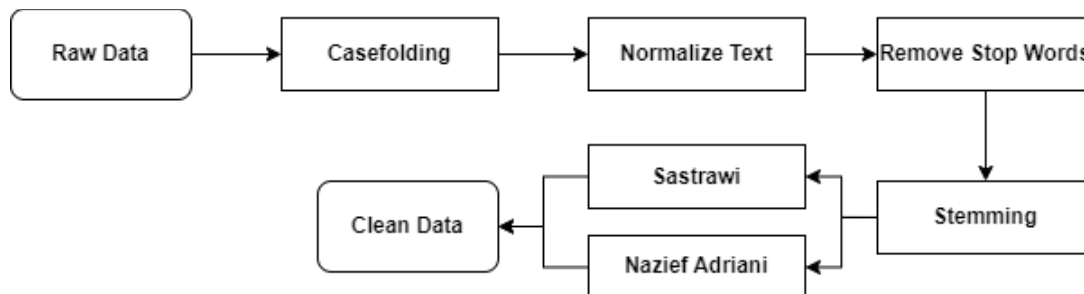 Raw Data
Casefolding
Normalize Text
Remove Stop Words
Stemming
Sastrawi
Nazief Adriani
Clean Data